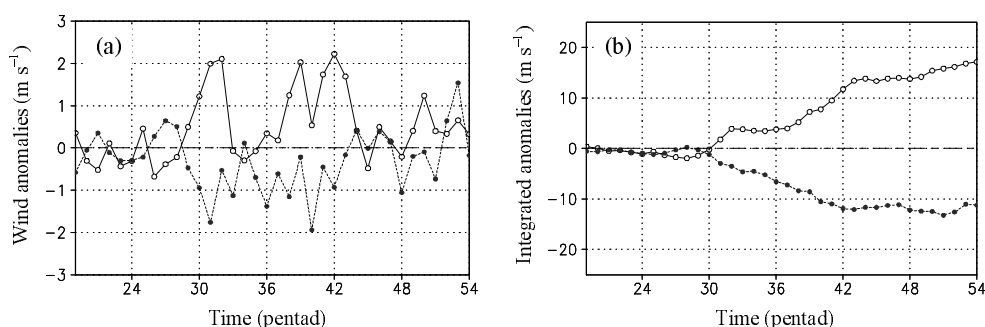 (a)
Wind anomalies (m s⁻¹)
3
2
1
0
-1
-2
-3
24 30 36 42 48 54
Time (pentad)
(b)
Integrated anomalies (m s⁻¹)
20
10
0
-10
-20
24 30 36 42 48 54
Time (pentad)